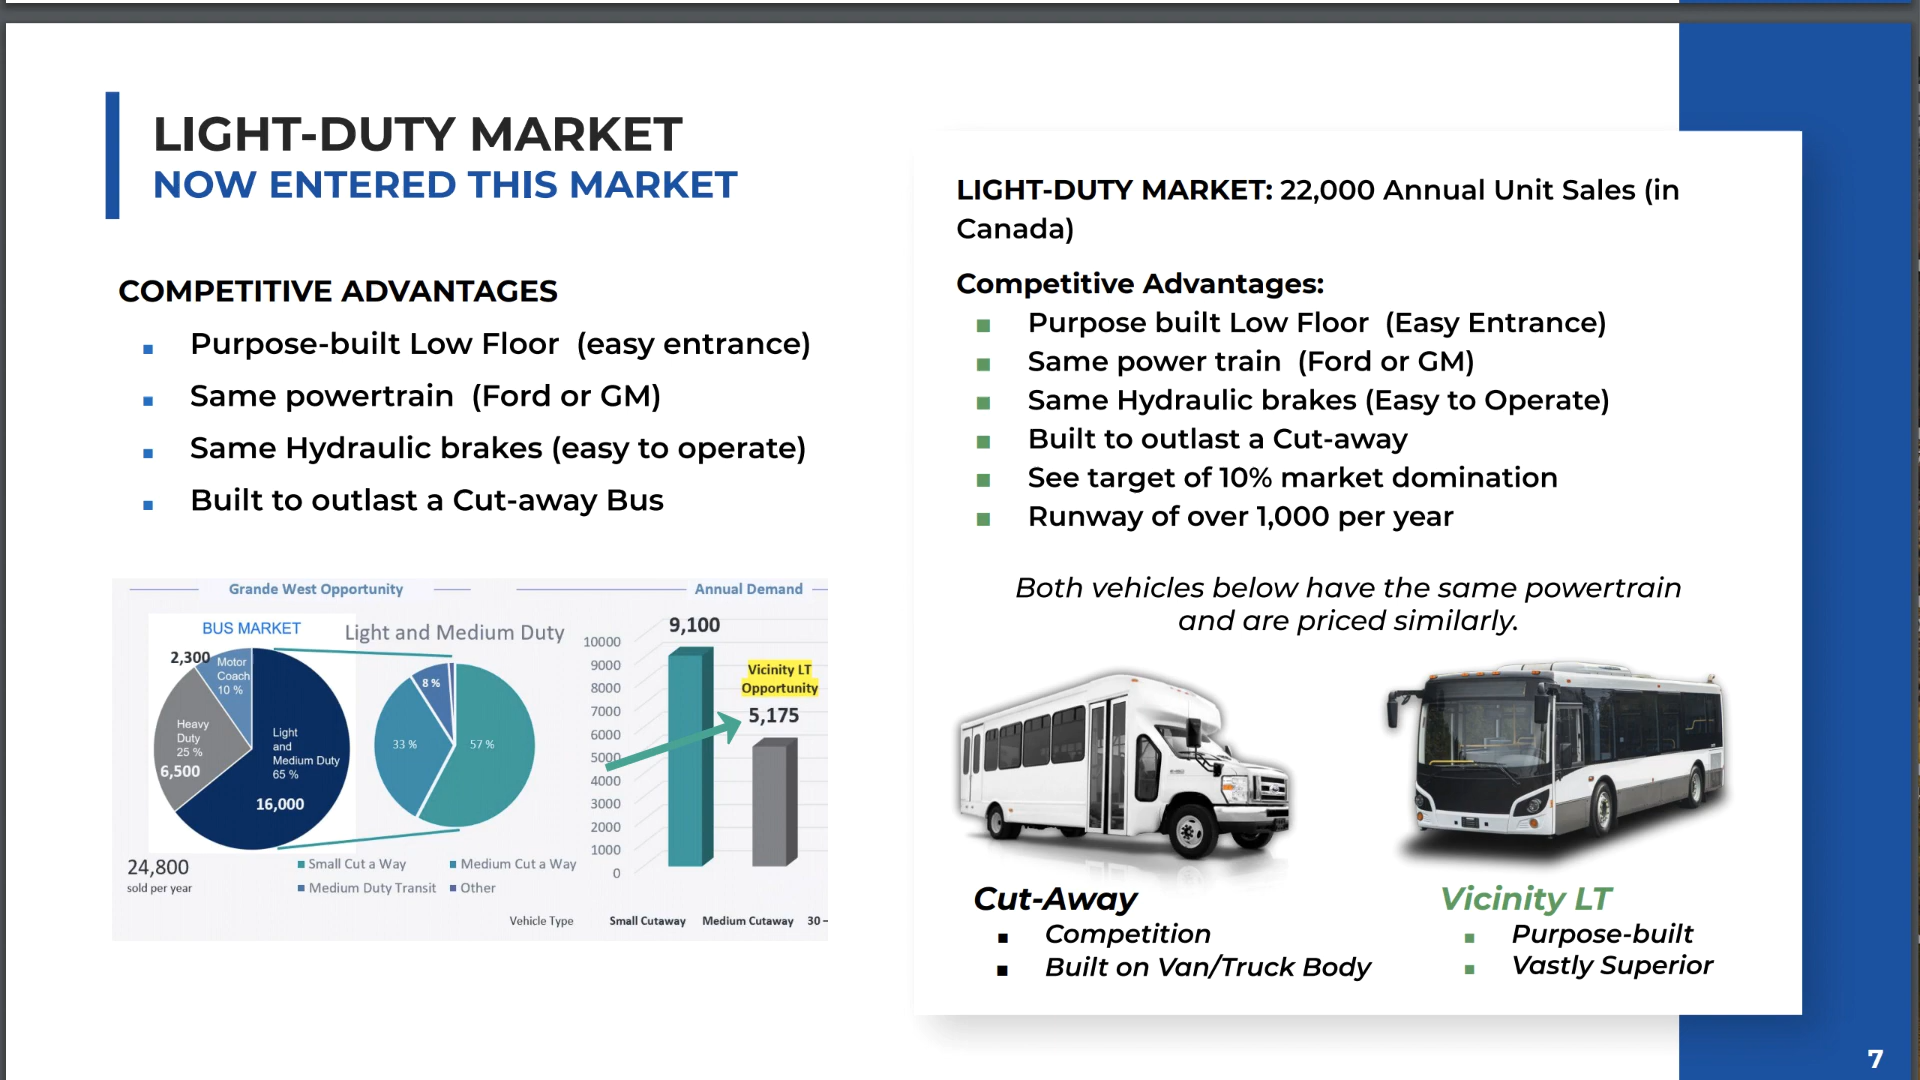 LIGHT-DUTY MARKET
NOW ENTERED THIS MARKET
COMPETITIVE ADVANTAGES
▪ Purpose-built Low Floor (easy entrance)
▪ Same powertrain (Ford or GM)
▪ Same Hydraulic brakes (easy to operate)
▪ Built to outlast a Cut-away Bus
Grande West Opportunity
BUS MARKET
Light and Medium Duty
2,300
Motor
Coach
10 %
Heavy
Duty
25 %
6,500
Light
and
Medium Duty
65 %
16,000
24,800
sold per year
8 %
33 %
57 %
Small Cut a Way
Medium Cut a Way
Medium Duty Transit
Other
Annual Demand
10000
9000
8000
7000
6000
5000
4000
3000
2000
1000
0
9,100
Vicinity LT
Opportunity
5,175
Vehicle Type Small Cutaway Medium Cutaway 30 –
LIGHT-DUTY MARKET: 22,000 Annual Unit Sales (in
Canada)
Competitive Advantages:
▪ Purpose built Low Floor (Easy Entrance)
▪ Same power train (Ford or GM)
▪ Same Hydraulic brakes (Easy to Operate)
▪ Built to outlast a Cut-away
▪ See target of 10% market domination
▪ Runway of over 1,000 per year
Both vehicles below have the same powertrain
and are priced similarly.
Cut-Away
▪ Competition
▪ Built on Van/Truck Body
Vicinity LT
▪ Purpose-built
▪ Vastly Superior
7